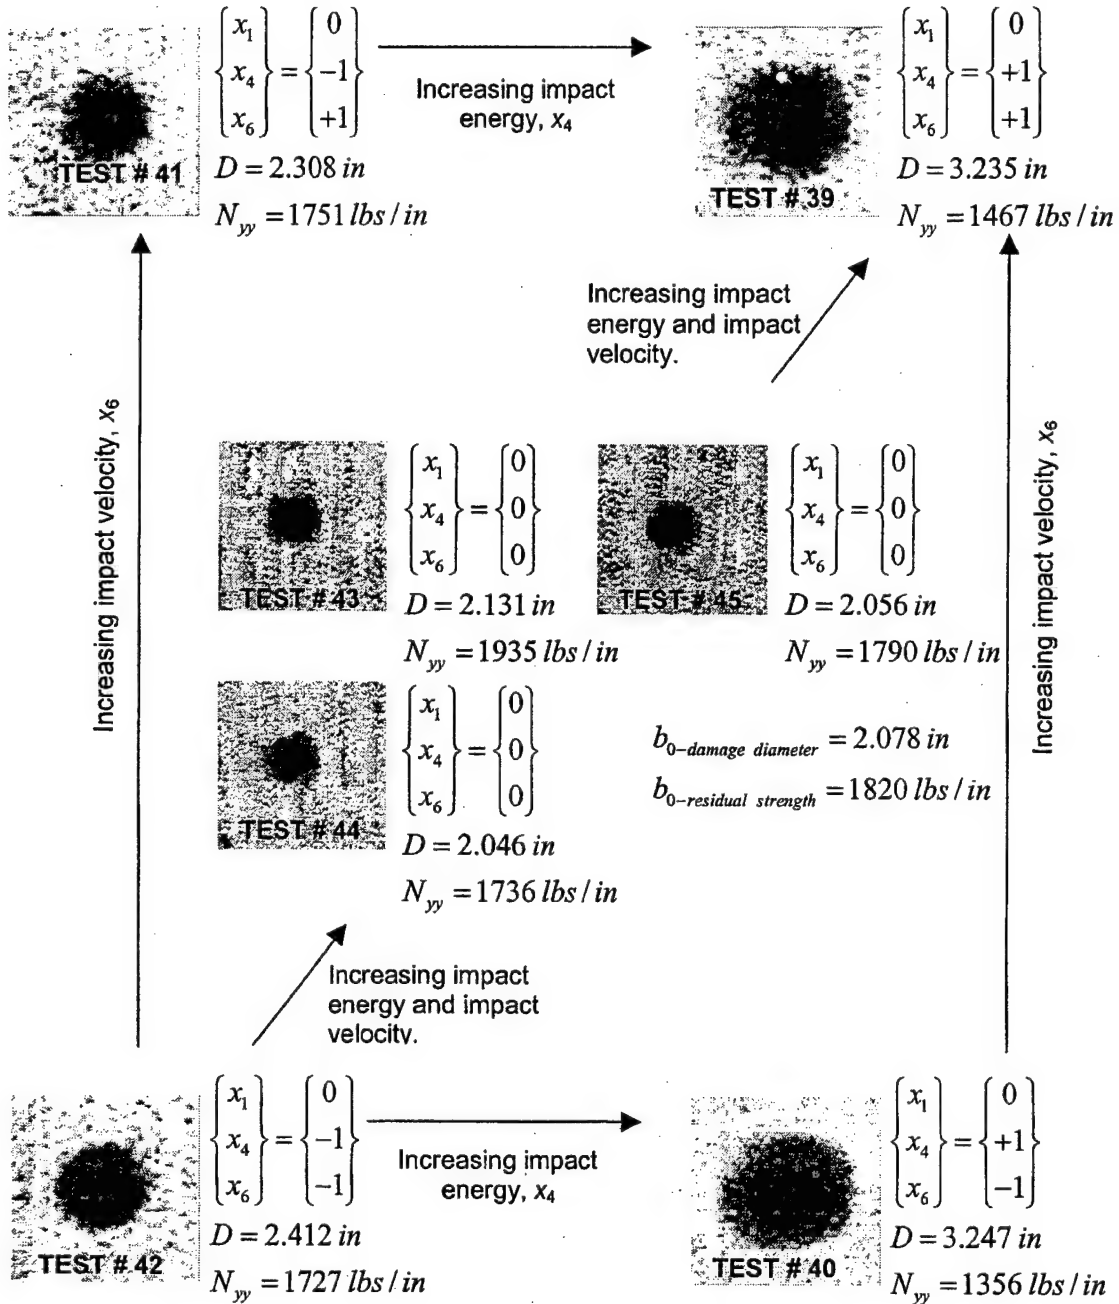 {x1 x4 x6} = {0 −1 +1}
TEST # 41
D = 2.308 in
Nyy = 1751 lbs / in
Increasing impact
energy, x4
{x1 x4 x6} = {0 +1 +1}
TEST # 39
D = 3.235 in
Nyy = 1467 lbs / in
Increasing impact
energy and impact
velocity.
Increasing impact velocity, x6
{x1 x4 x6} = {0 0 0}
TEST # 43
D = 2.131 in
Nyy = 1935 lbs / in
{x1 x4 x6} = {0 0 0}
TEST # 45
D = 2.056 in
Nyy = 1790 lbs / in
Increasing impact velocity, x6
{x1 x4 x6} = {0 0 0}
TEST # 44
D = 2.046 in
Nyy = 1736 lbs / in
b0−damage diameter = 2.078 in
b0−residual strength = 1820 lbs / in
Increasing impact
energy and impact
velocity.
{x1 x4 x6} = {0 −1 −1}
TEST # 42
D = 2.412 in
Nyy = 1727 lbs / in
Increasing impact
energy, x4
{x1 x4 x6} = {0 +1 −1}
TEST # 40
D = 3.247 in
Nyy = 1356 lbs / in